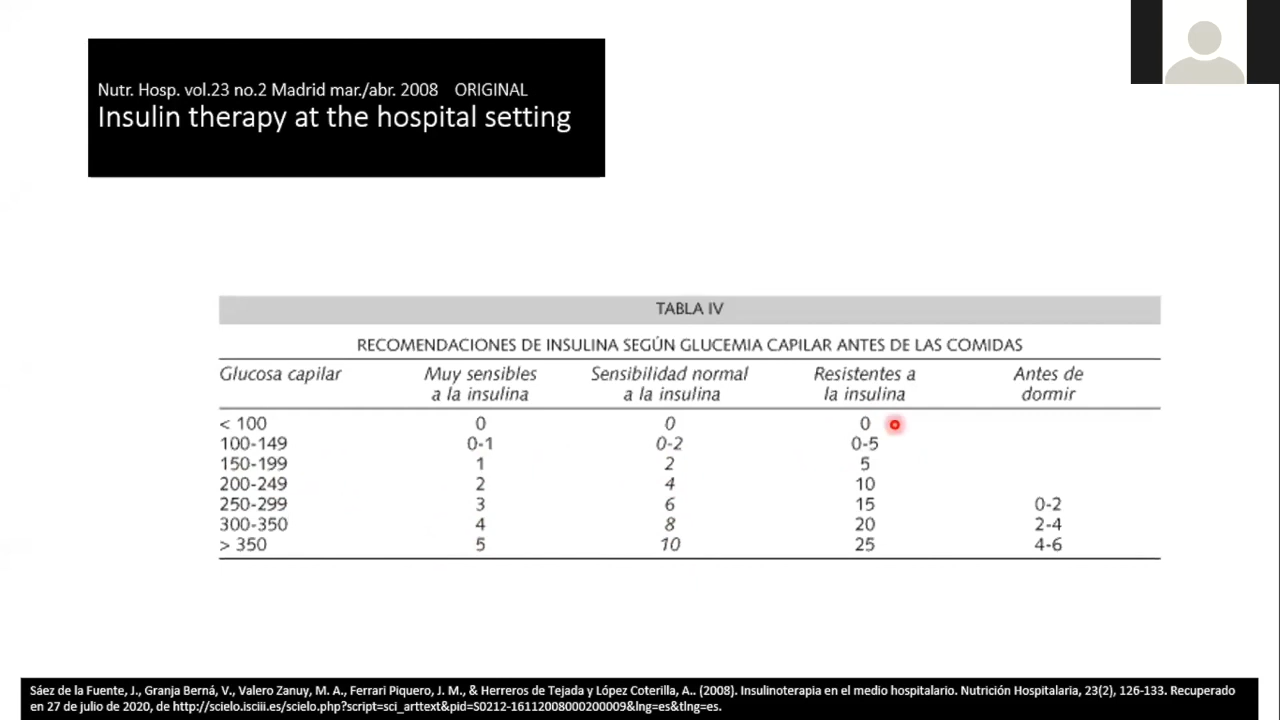 Nutr. Hosp. vol.23 no.2 Madrid mar./abr. 2008 ORIGINAL
Insulin therapy at the hospital setting
TABLA IV
RECOMENDACIONES DE INSULINA SEGÚN GLUCEMIA CAPILAR ANTES DE LAS COMIDAS
Glucosa capilar Muy sensibles a la insulina Sensibilidad normal a la insulina Resistentes a la insulina Antes de dormir
< 100 0 0 0
100-149 0-1 0-2 0-5
150-199 1 2 5
200-249 2 4 10
250-299 3 6 15 0-2
300-350 4 8 20 2-4
> 350 5 10 25 4-6
Sáez de la Fuente, J., Granja Berná, V., Valero Zanuy, M. A., Ferrari Piquero, J. M., & Herreros de Tejada y López Coterilla, A.. (2008). Insulinoterapia en el medio hospitalario. Nutrición Hospitalaria, 23(2), 126-133. Recuperado
en 27 de julio de 2020, de http://scielo.isciii.es/scielo.php?script=sci_arttext&pid=S0212-16112008000200009&lng=es&tlng=es.